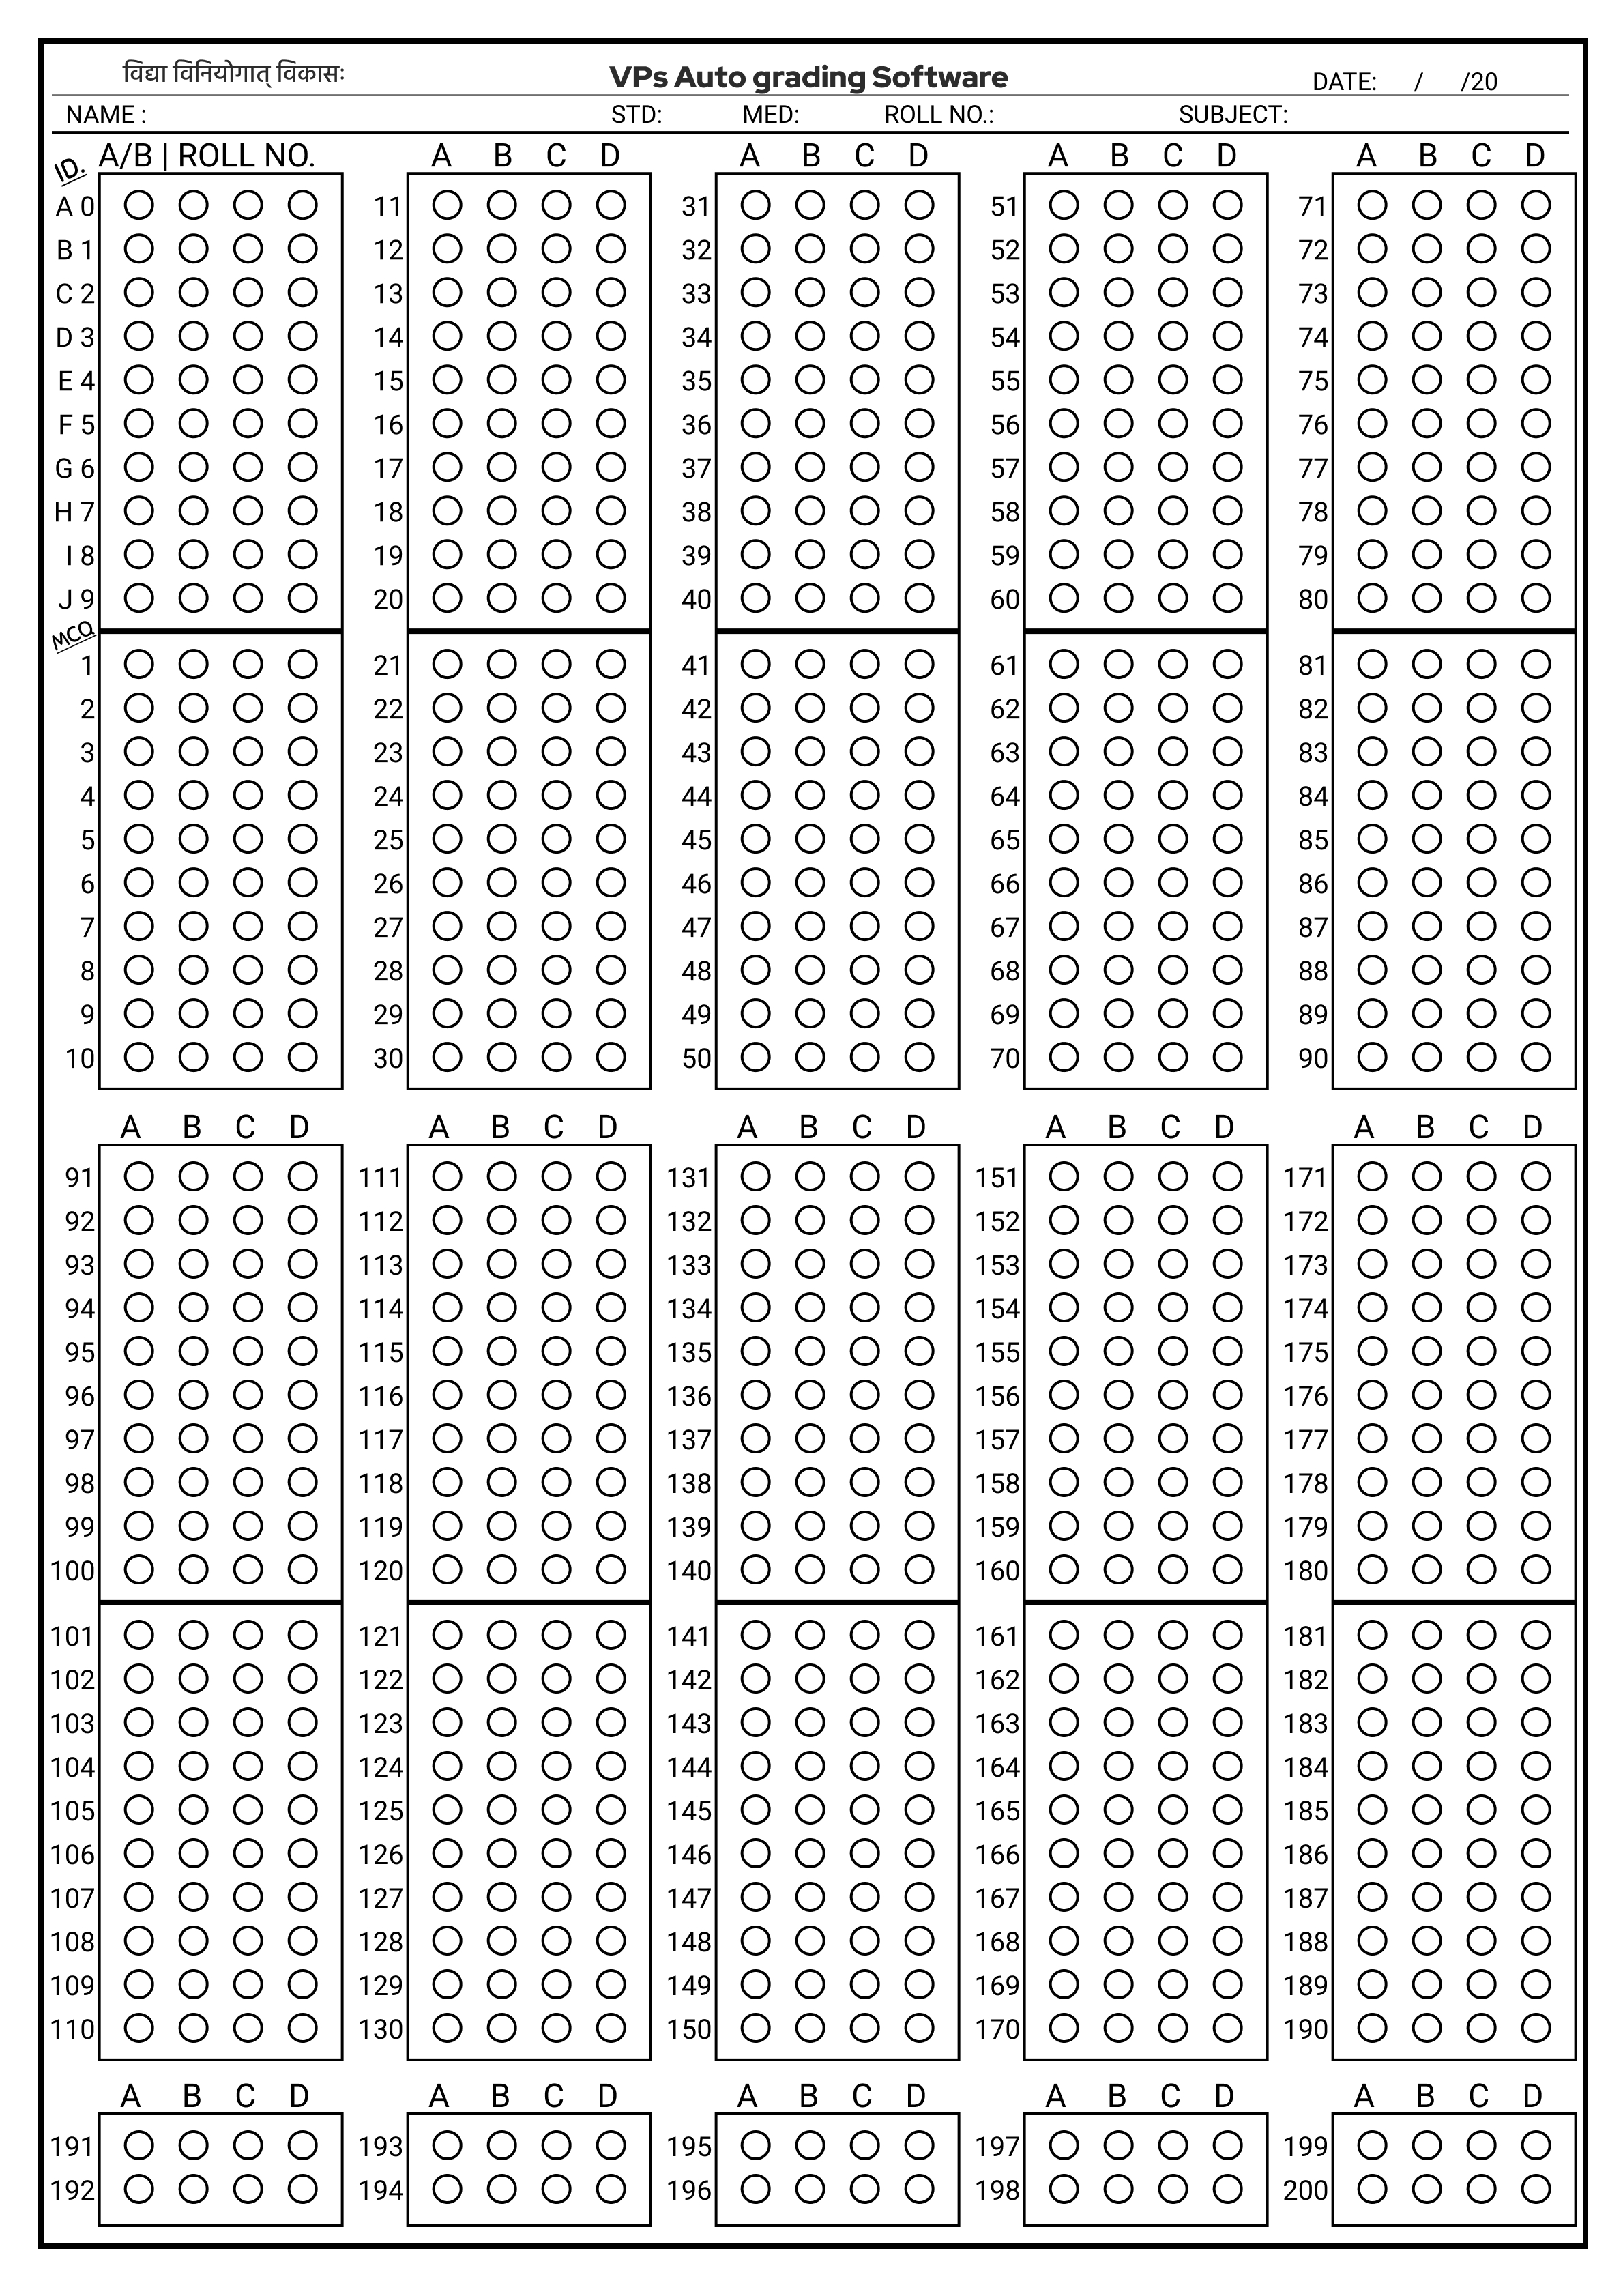 विद्या विनियोगात् विकासः VPs Auto grading Software DATE: / /20
NAME : STD: MED: ROLL NO.: SUBJECT:
ID. A/B | ROLL NO. A B C D A B C D A B C D A B C D
A 0 11 31 51 71
B 1 12 32 52 72
C 2 13 33 53 73
D 3 14 34 54 74
E 4 15 35 55 75
F 5 16 36 56 76
G 6 17 37 57 77
H 7 18 38 58 78
I 8 19 39 59 79
J 9 20 40 60 80
MCQ
1 21 41 61 81
2 22 42 62 82
3 23 43 63 83
4 24 44 64 84
5 25 45 65 85
6 26 46 66 86
7 27 47 67 87
8 28 48 68 88
9 29 49 69 89
10 30 50 70 90
A B C D A B C D A B C D A B C D A B C D
91 111 131 151 171
92 112 132 152 172
93 113 133 153 173
94 114 134 154 174
95 115 135 155 175
96 116 136 156 176
97 117 137 157 177
98 118 138 158 178
99 119 139 159 179
100 120 140 160 180
101 121 141 161 181
102 122 142 162 182
103 123 143 163 183
104 124 144 164 184
105 125 145 165 185
106 126 146 166 186
107 127 147 167 187
108 128 148 168 188
109 129 149 169 189
110 130 150 170 190
A B C D A B C D A B C D A B C D A B C D
191 193 195 197 199
192 194 196 198 200